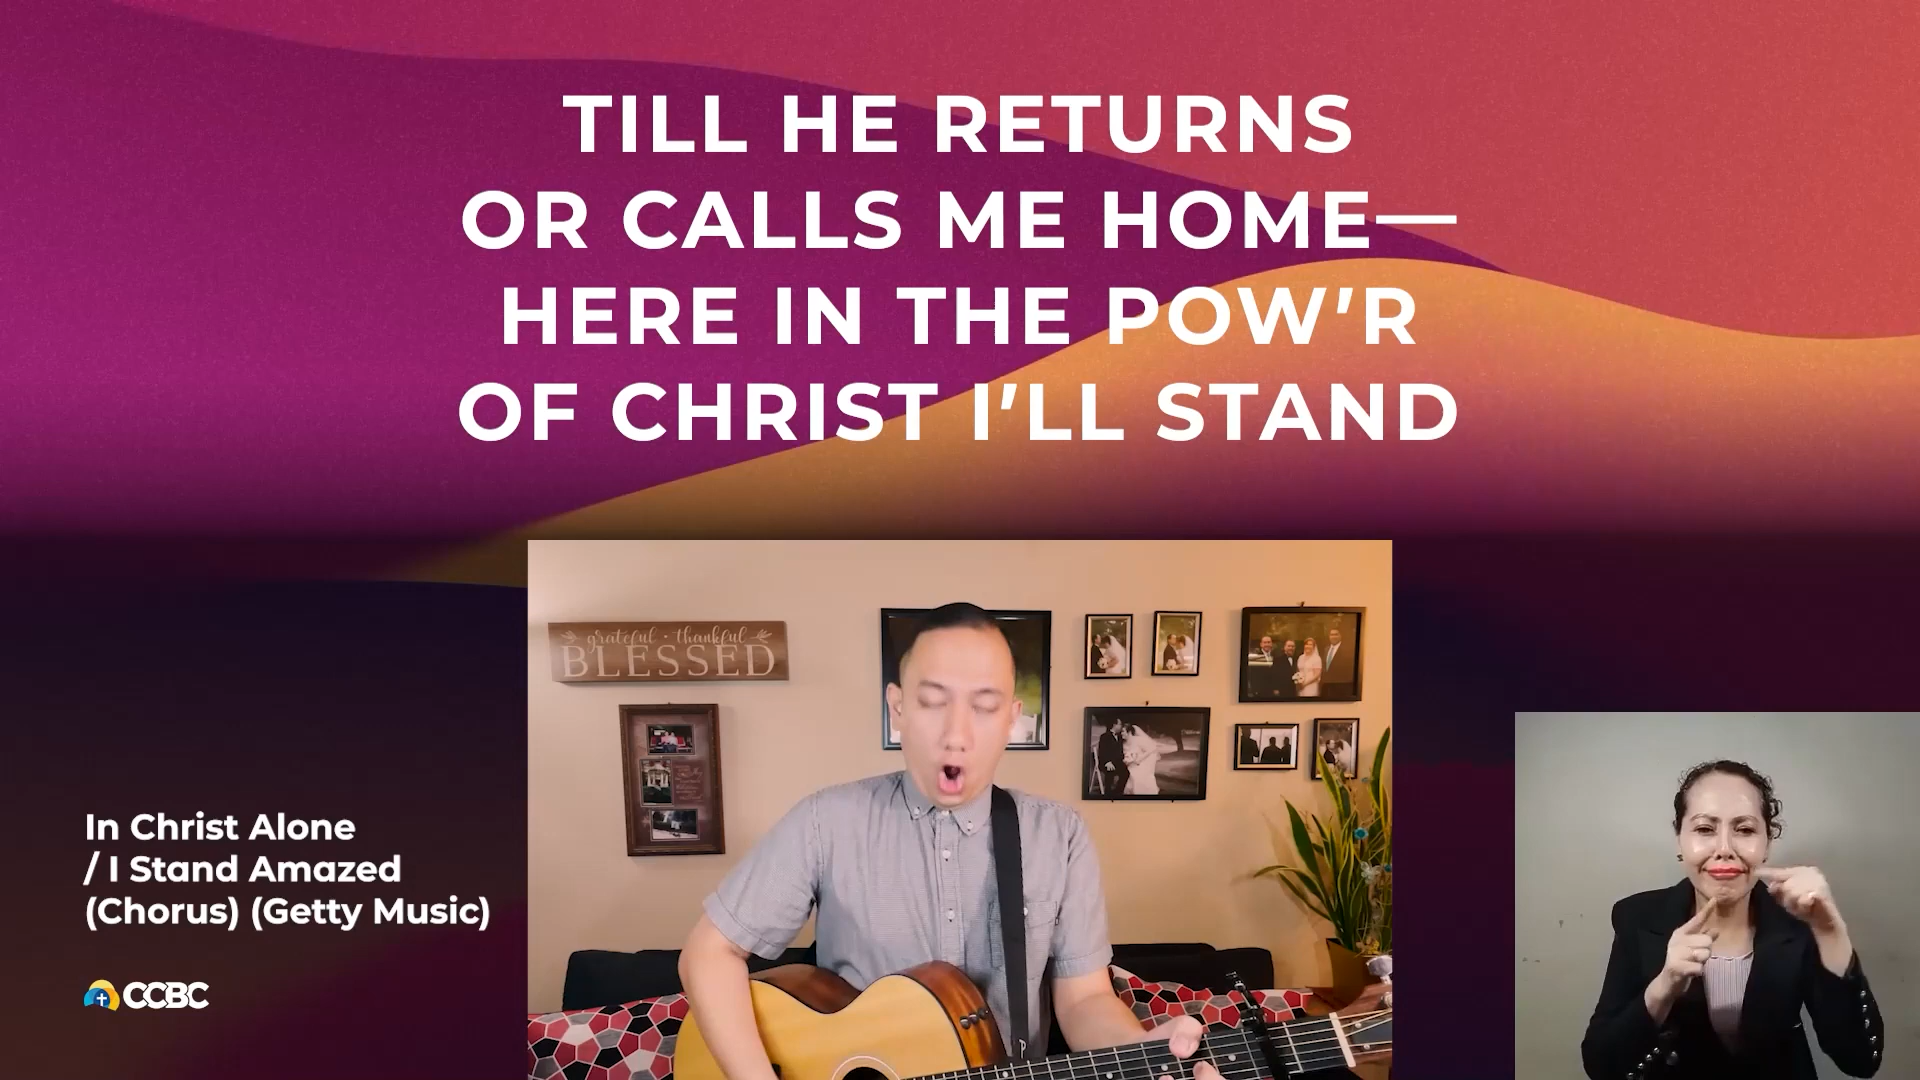 TILL HE RETURNS
OR CALLS ME HOME—
HERE IN THE POW'R
OF CHRIST I'LL STAND
grateful · thankful
BLESSED
In Christ Alone
/ I Stand Amazed
(Chorus) (Getty Music)
CCBC